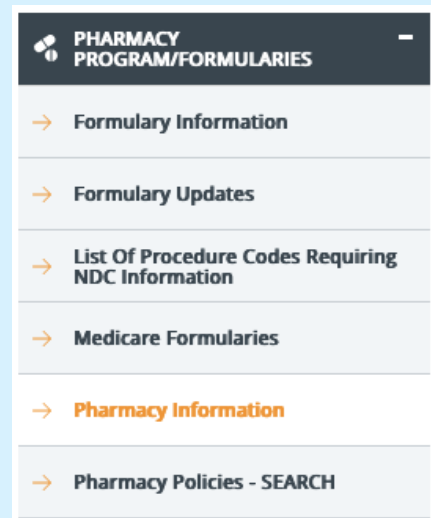 PHARMACY
PROGRAM/FORMULARIES
Formulary Information
Formulary Updates
List Of Procedure Codes Requiring
NDC Information
Medicare Formularies
Pharmacy Information
Pharmacy Policies - SEARCH